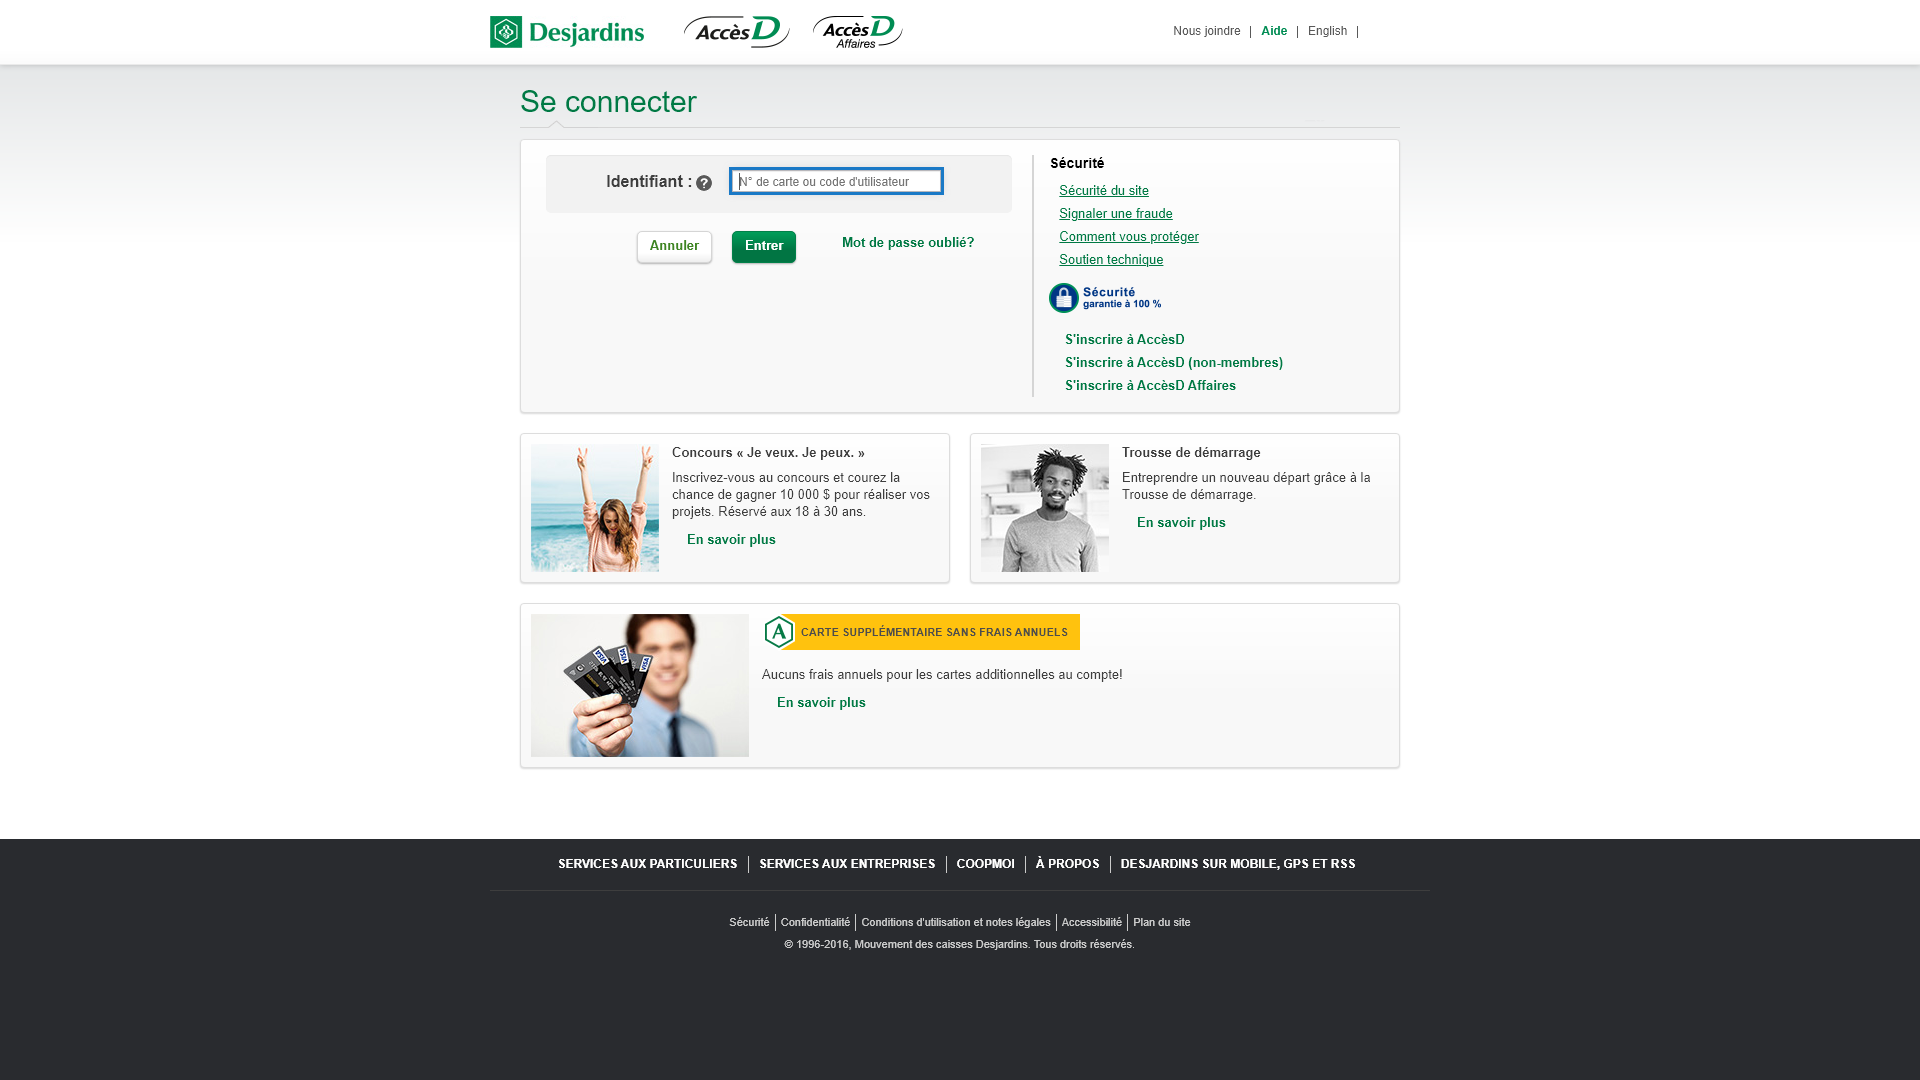 Desjardins
AccèsD
AccèsD
Affaires
Nous joindre | Aide | English |
Se connecter
Identifiant : ?
N° de carte ou code d'utilisateur
Annuler
Entrer
Mot de passe oublié?
Sécurité
Sécurité du site
Signaler une fraude
Comment vous protéger
Soutien technique
Sécurité
garantie à 100 %
S'inscrire à AccèsD
S'inscrire à AccèsD (non-membres)
S'inscrire à AccèsD Affaires
Concours « Je veux. Je peux. »
Inscrivez-vous au concours et courez la
chance de gagner 10 000 $ pour réaliser vos
projets. Réservé aux 18 à 30 ans.
En savoir plus
Trousse de démarrage
Entreprendre un nouveau départ grâce à la
Trousse de démarrage.
En savoir plus
VISA VISA VISA
A CARTE SUPPLÉMENTAIRE SANS FRAIS ANNUELS
Aucuns frais annuels pour les cartes additionnelles au compte!
En savoir plus
SERVICES AUX PARTICULIERS | SERVICES AUX ENTREPRISES | COOPMOI | À PROPOS | DESJARDINS SUR MOBILE, GPS ET RSS
Sécurité | Confidentialité | Conditions d'utilisation et notes légales | Accessibilité | Plan du site
© 1996-2016, Mouvement des caisses Desjardins. Tous droits réservés.